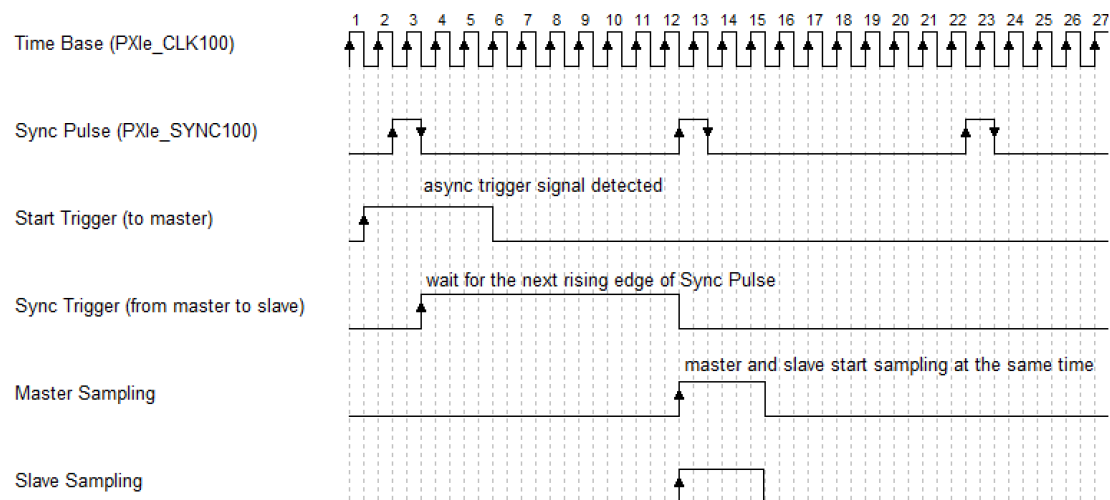 1 2 3 4 5 6 7 8 9 10 11 12 13 14 15 16 17 18 19 20 21 22 23 24 25 26 27
Time Base (PXIe_CLK100)
Sync Pulse (PXIe_SYNC100)
async trigger signal detected
Start Trigger (to master)
wait for the next rising edge of Sync Pulse
Sync Trigger (from master to slave)
master and slave start sampling at the same time
Master Sampling
Slave Sampling